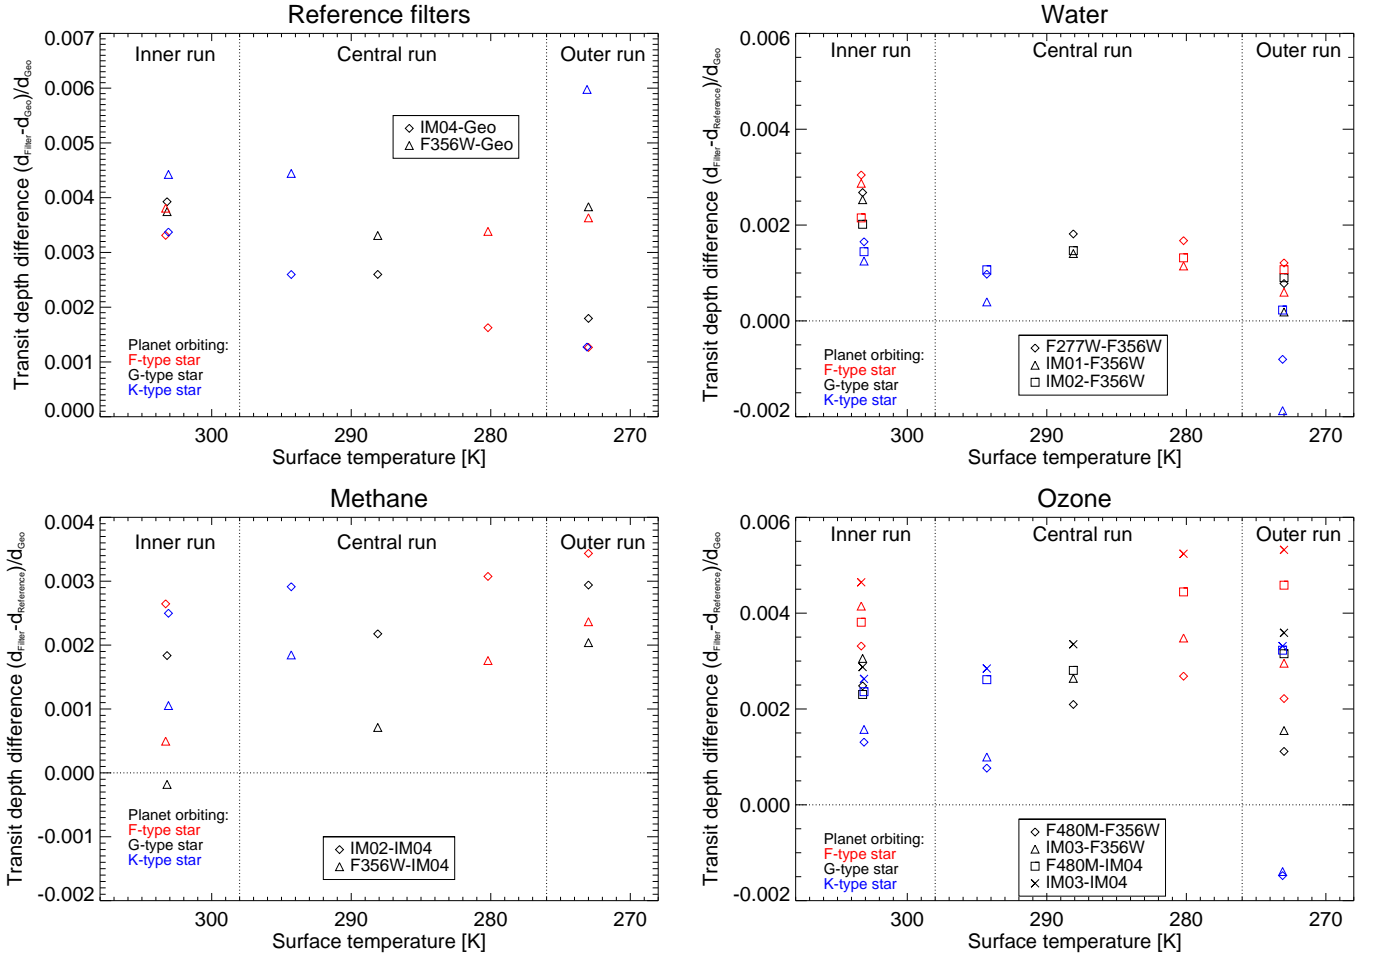 Reference filters
Transit depth difference (dFilter-dGeo)/dGeo
0.007
0.006
0.005
0.004
0.003
0.002
0.001
0.000
Inner run
Central run
Outer run
IM04-Geo
F356W-Geo
Planet orbiting:
F-type star
G-type star
K-type star
300
290
280
270
Surface temperature [K]
Water
Transit depth difference (dFilter-dReference)/dGeo
0.006
0.004
0.002
0.000
-0.002
Inner run
Central run
Outer run
Planet orbiting:
F-type star
G-type star
K-type star
F277W-F356W
IM01-F356W
IM02-F356W
300
290
280
270
Surface temperature [K]
Methane
Transit depth difference (dFilter-dReference)/dGeo
0.004
0.003
0.002
0.001
0.000
-0.001
-0.002
Inner run
Central run
Outer run
Planet orbiting:
F-type star
G-type star
K-type star
IM02-IM04
F356W-IM04
300
290
280
270
Surface temperature [K]
Ozone
Transit depth difference (dFilter-dReference)/dGeo
0.006
0.004
0.002
0.000
-0.002
Inner run
Central run
Outer run
Planet orbiting:
F-type star
G-type star
K-type star
F480M-F356W
IM03-F356W
F480M-IM04
IM03-IM04
300
290
280
270
Surface temperature [K]